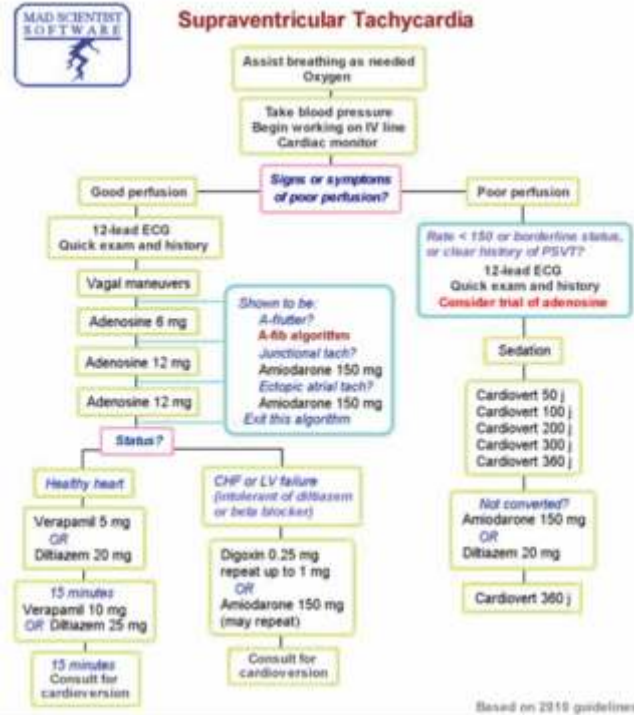 MAD SCIENTIST
SOFTWARE
Supraventricular Tachycardia
Assist breathing as needed
Oxygen
Take blood pressure
Begin working on IV line
Cardiac monitor
Signs or symptoms
of poor perfusion?
Good perfusion
12-lead ECG
Quick exam and history
Vagal maneuvers
Adenosine 6 mg
Adenosine 12 mg
Adenosine 12 mg
Shown to be:
A-flutter?
A-fib algorithm
Junctional tach?
Amiodarone 150 mg
Ectopic atrial tach?
Amiodarone 150 mg
Exit this algorithm
Status?
Healthy heart
Verapamil 5 mg
OR
Diltiazem 20 mg
15 minutes
Verapamil 10 mg
OR Diltiazem 25 mg
15 minutes
Consult for
cardioversion
CHF or LV failure
(intolerant of diltiazem
or beta blocker)
Digoxin 0.25 mg
repeat up to 1 mg
OR
Amiodarone 150 mg
(may repeat)
Consult for
cardioversion
Poor perfusion
Rate < 150 or borderline status,
or clear history of PSVT?
12-lead ECG
Quick exam and history
Consider trial of adenosine
Sedation
Cardiovert 50 j
Cardiovert 100 j
Cardiovert 200 j
Cardiovert 300 j
Cardiovert 360 j
Not converted?
Amiodarone 150 mg
OR
Diltiazem 20 mg
Cardiovert 360 j
Based on 2010 guidelines